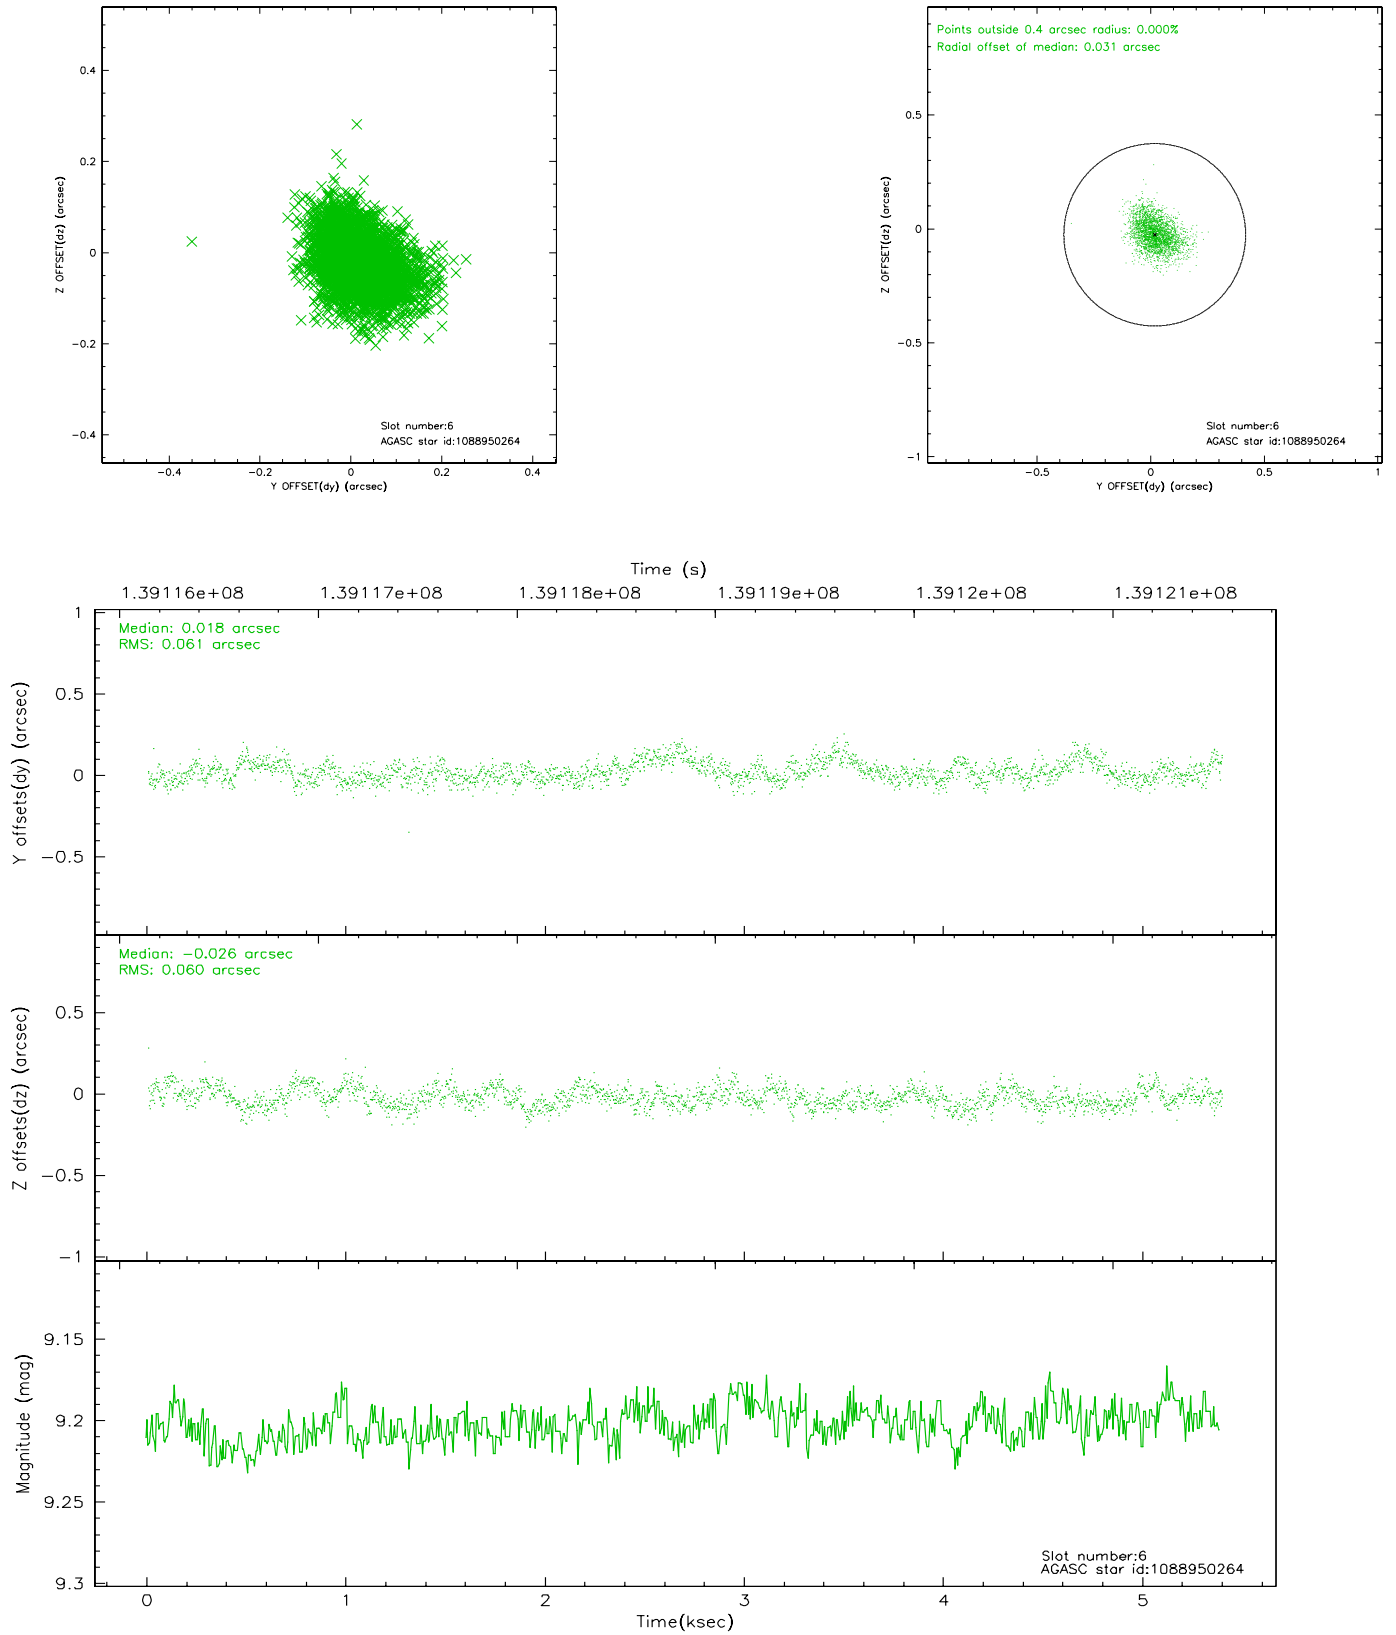 0.4
0.2
0
−0.2
−0.4
Z OFFSET(dz) (arcsec)
Slot number:6
AGASC star id:1088950264
−0.4 −0.2 0 0.2 0.4
Y OFFSET(dy) (arcsec)
Points outside 0.4 arcsec radius: 0.000%
Radial offset of median: 0.031 arcsec
0.5
0
−0.5
−1
Z OFFSET(dz) (arcsec)
Slot number:6
AGASC star id:1088950264
−0.5 0 0.5 1
Y OFFSET(dy) (arcsec)
Time (s)
1.39116e+08 1.39117e+08 1.39118e+08 1.39119e+08 1.3912e+08 1.39121e+08
Median: 0.018 arcsec
RMS: 0.061 arcsec
1
0.5
0
−0.5
Y offsets(dy) (arcsec)
Median: −0.026 arcsec
RMS: 0.060 arcsec
0.5
0
−0.5
−1
Z offsets(dz) (arcsec)
9.15
9.2
9.25
9.3
Magnitude (mag)
Slot number:6
AGASC star id:1088950264
0 1 2 3 4 5
Time(ksec)